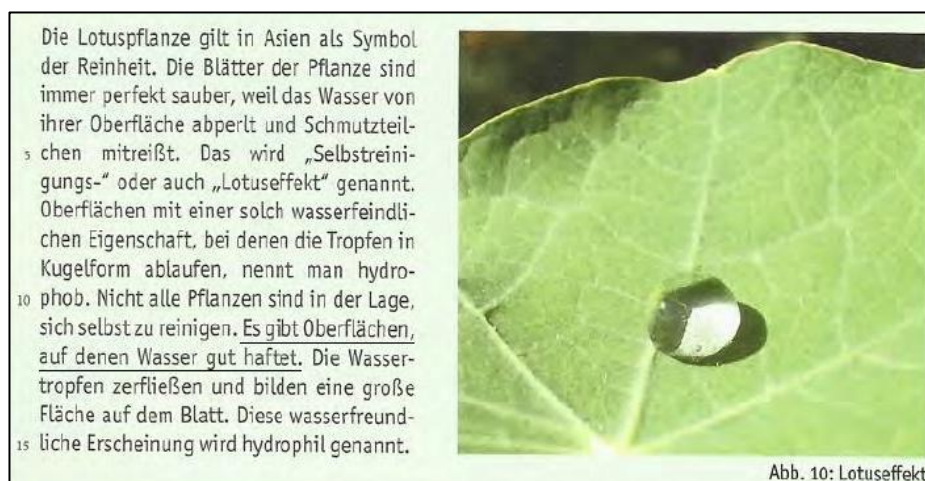 Die Lotuspflanze gilt in Asien als Symbol
der Reinheit. Die Blätter der Pflanze sind
immer perfekt sauber, weil das Wasser von
ihrer Oberfläche abperlt und Schmutzteil-
5 chen mitreißt. Das wird „Selbstreini-
gungs-“ oder auch „Lotuseffekt“ genannt.
Oberflächen mit einer solch wasserfeindli-
chen Eigenschaft, bei denen die Tropfen in
Kugelform ablaufen, nennt man hydro-
10 phob. Nicht alle Pflanzen sind in der Lage,
sich selbst zu reinigen. Es gibt Oberflächen,
auf denen Wasser gut haftet. Die Wasser-
tropfen zerfließen und bilden eine große
Fläche auf dem Blatt. Diese wasserfreund-
15 liche Erscheinung wird hydrophil genannt.
Abb. 10: Lotuseffekt